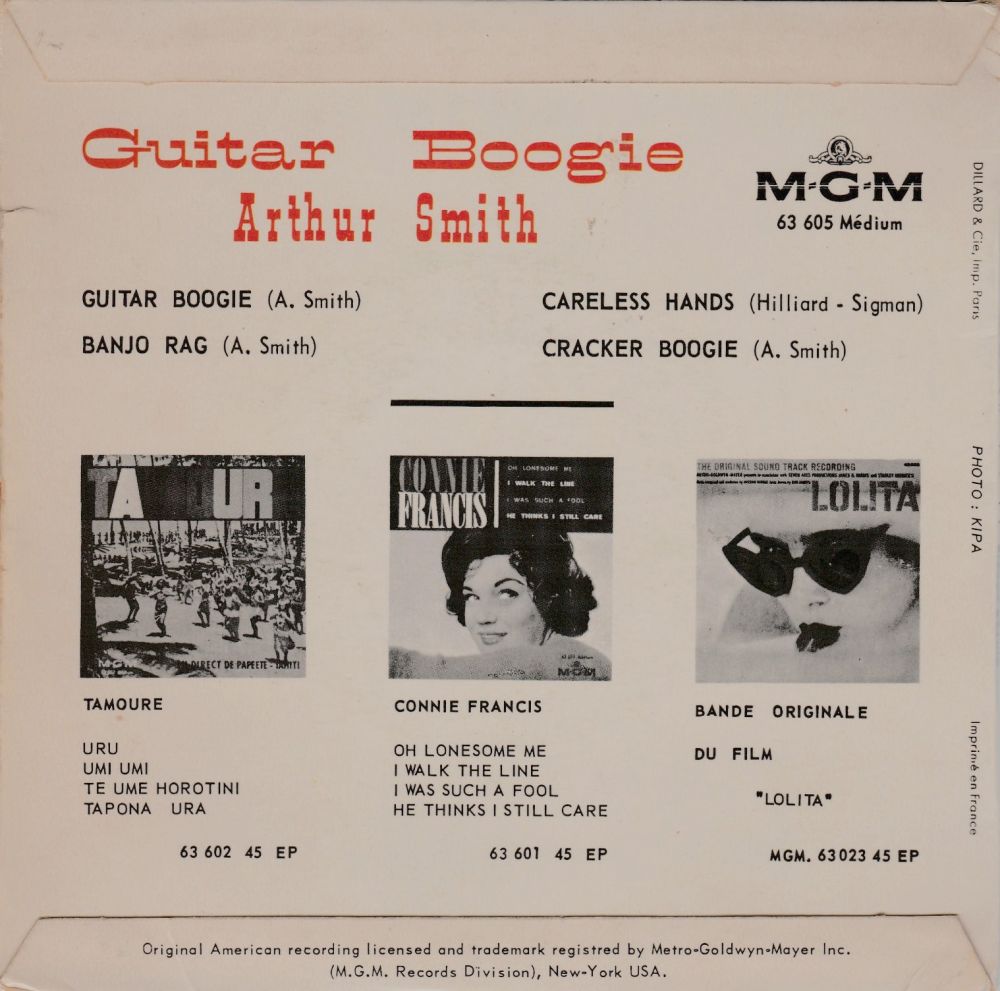 Guitar Boogie
Arthur Smith
M-G-M
63 605 Médium
GUITAR BOOGIE (A. Smith)
BANJO RAG (A. Smith)
CARELESS HANDS (Hilliard - Sigman)
CRACKER BOOGIE (A. Smith)
TA
UR
M G M
DIRECT DE PAPEETE -
TAMOURE
URU
UMI UMI
TE UME HOROTINI
TAPONA URA
63 602 45 EP
CONNIE
FRANCIS
OH LONESOME ME
I WALK THE LINE
I WAS SUCH A FOOL
HE THINKS I STILL CARE
M-G-M
CONNIE FRANCIS
OH LONESOME ME
I WALK THE LINE
I WAS SUCH A FOOL
HE THINKS I STILL CARE
63 601 45 EP
THE ORIGINAL SOUND TRACK RECORDING
LOLITA
BANDE ORIGINALE
DU FILM
"LOLITA"
MGM. 63023 45 EP
DILLARD & Cie, Imp. Paris
PHOTO : KIPA
Imprimé en France
Original American recording licensed and trademark registred by Metro-Goldwyn-Mayer Inc.
(M.G.M. Records Division), New-York USA.